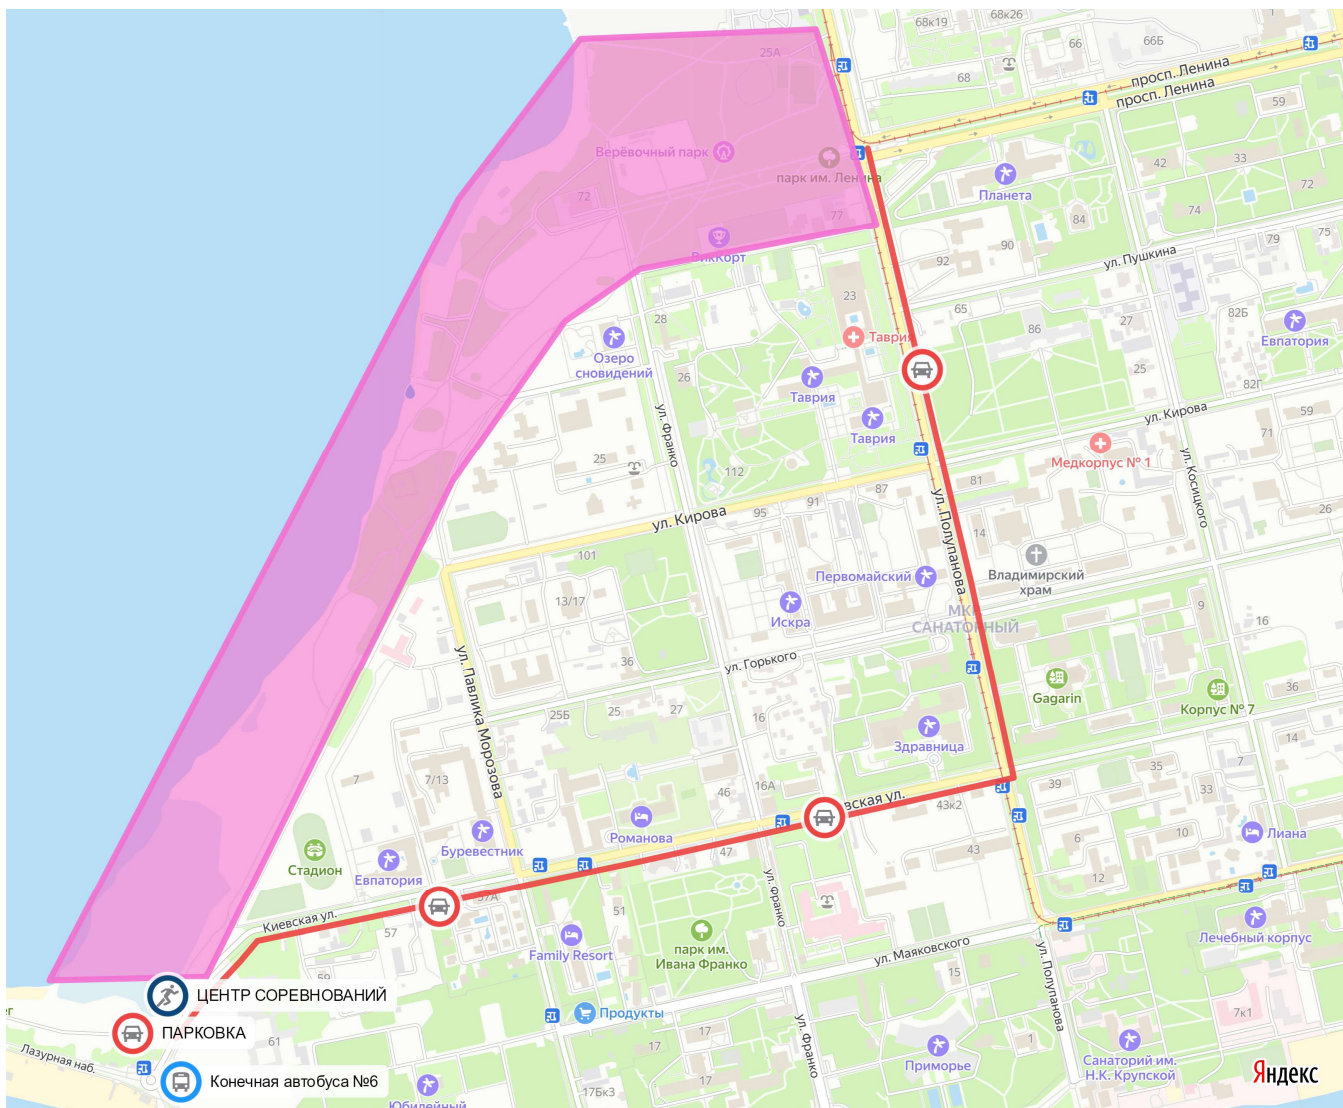 68к19
68к26
1
66
66Б
25А
68
просп. Ленина
просп. Ленина
59
Верёвочный парк
парк им. Ленина
42
33
Планета
72
72
74
77
84
75
79
90
ВикКорт
92
ул. Пушкина
23
65
28
82Б
86
27
Таврия
Евпатория
Озеро
сновидений
25
26
Таврия
82Г
ул. Франко
ул. Кирова
59
Таврия
71
25
Медкорпус № 1
112
ул. Косицкого
87
81
ул. Полупанова
91
ул. Кирова
95
26
14
101
Первомайский
Владимирский
храм
13/17
9
МКР
САНАТОРНЫЙ
Искра
16
36
ул. Горького
ул. Павлика Морозова
36
Gagarin
Корпус № 7
25Б
25
27
16
14
Здравница
7
7/13
35
7
39
33
46
16А
вская ул.
43к2
Романова
10
Лиана
6
Буревестник
47
43
Стадион
Евпатория
12
37А
51
ул. Франко
Киевская ул.
57
Лечебный корпус
парк им.
Ивана Франко
ул. Маяковского
Family Resort
59
15
ул. Полупанова
ЦЕНТР СОРЕВНОВАНИЙ
ег
Продукты
7к1
ПАРКОВКА
17
1
61
ул. Франко
17
Лазурная наб.
Приморье
Санаторий им.
Н.К. Крупской
Яндекс
Конечная автобуса №6
17
17Бк3
Юбилейный